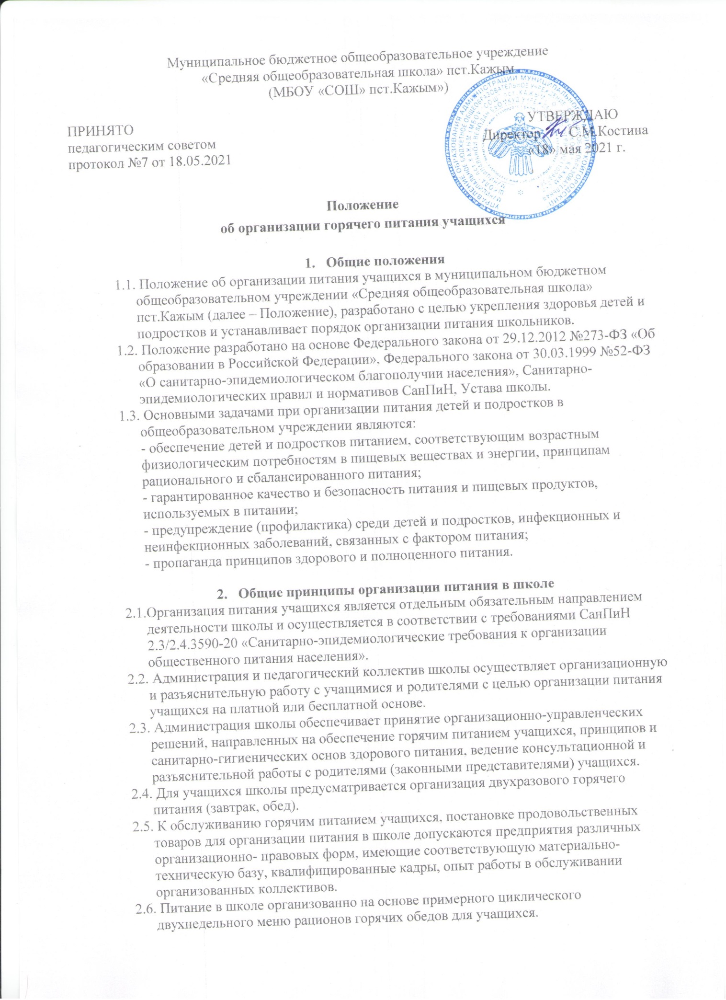 Муниципальное бюджетное общеобразовательное учреждение
«Средняя общеобразовательная школа» пст.Кажым
(МБОУ «СОШ» пст.Кажым»)
ПРИНЯТО
педагогическим советом
протокол №7 от 18.05.2021
УТВЕРЖДАЮ
Директор С.М.Костина
«18» мая 2021 г.
Положение
об организации горячего питания учащихся
1. Общие положения
1.1. Положение об организации питания учащихся в муниципальном бюджетном
общеобразовательном учреждении «Средняя общеобразовательная школа»
пст.Кажым (далее – Положение), разработано с целью укрепления здоровья детей и
подростков и устанавливает порядок организации питания школьников.
1.2. Положение разработано на основе Федерального закона от 29.12.2012 №273-ФЗ «Об
образовании в Российской Федерации», Федерального закона от 30.03.1999 №52-ФЗ
«О санитарно-эпидемиологическом благополучии населения», Санитарно-
эпидемиологических правил и нормативов СанПиН, Устава школы.
1.3. Основными задачами при организации питания детей и подростков в
общеобразовательном учреждении являются:
- обеспечение детей и подростков питанием, соответствующим возрастным
физиологическим потребностям в пищевых веществах и энергии, принципам
рационального и сбалансированного питания;
- гарантированное качество и безопасность питания и пищевых продуктов,
используемых в питании;
- предупреждение (профилактика) среди детей и подростков, инфекционных и
неинфекционных заболеваний, связанных с фактором питания;
- пропаганда принципов здорового и полноценного питания.
2. Общие принципы организации питания в школе
2.1.Организация питания учащихся является отдельным обязательным направлением
деятельности школы и осуществляется в соответствии с требованиями СанПиН
2.3/2.4.3590-20 «Санитарно-эпидемиологические требования к организации
общественного питания населения».
2.2. Администрация и педагогический коллектив школы осуществляет организационную
и разъяснительную работу с учащимися и родителями с целью организации питания
учащихся на платной или бесплатной основе.
2.3. Администрация школы обеспечивает принятие организационно-управленческих
решений, направленных на обеспечение горячим питанием учащихся, принципов и
санитарно-гигиенических основ здорового питания, ведение консультационной и
разъяснительной работы с родителями (законными представителями) учащихся.
2.4. Для учащихся школы предусматривается организация двухразового горячего
питания (завтрак, обед).
2.5. К обслуживанию горячим питанием учащихся, постановке продовольственных
товаров для организации питания в школе допускаются предприятия различных
организационно- правовых форм, имеющие соответствующую материально-
техническую базу, квалифицированные кадры, опыт работы в обслуживании
организованных коллективов.
2.6. Питание в школе организованно на основе примерного циклического
двухнедельного меню рационов горячих обедов для учащихся.